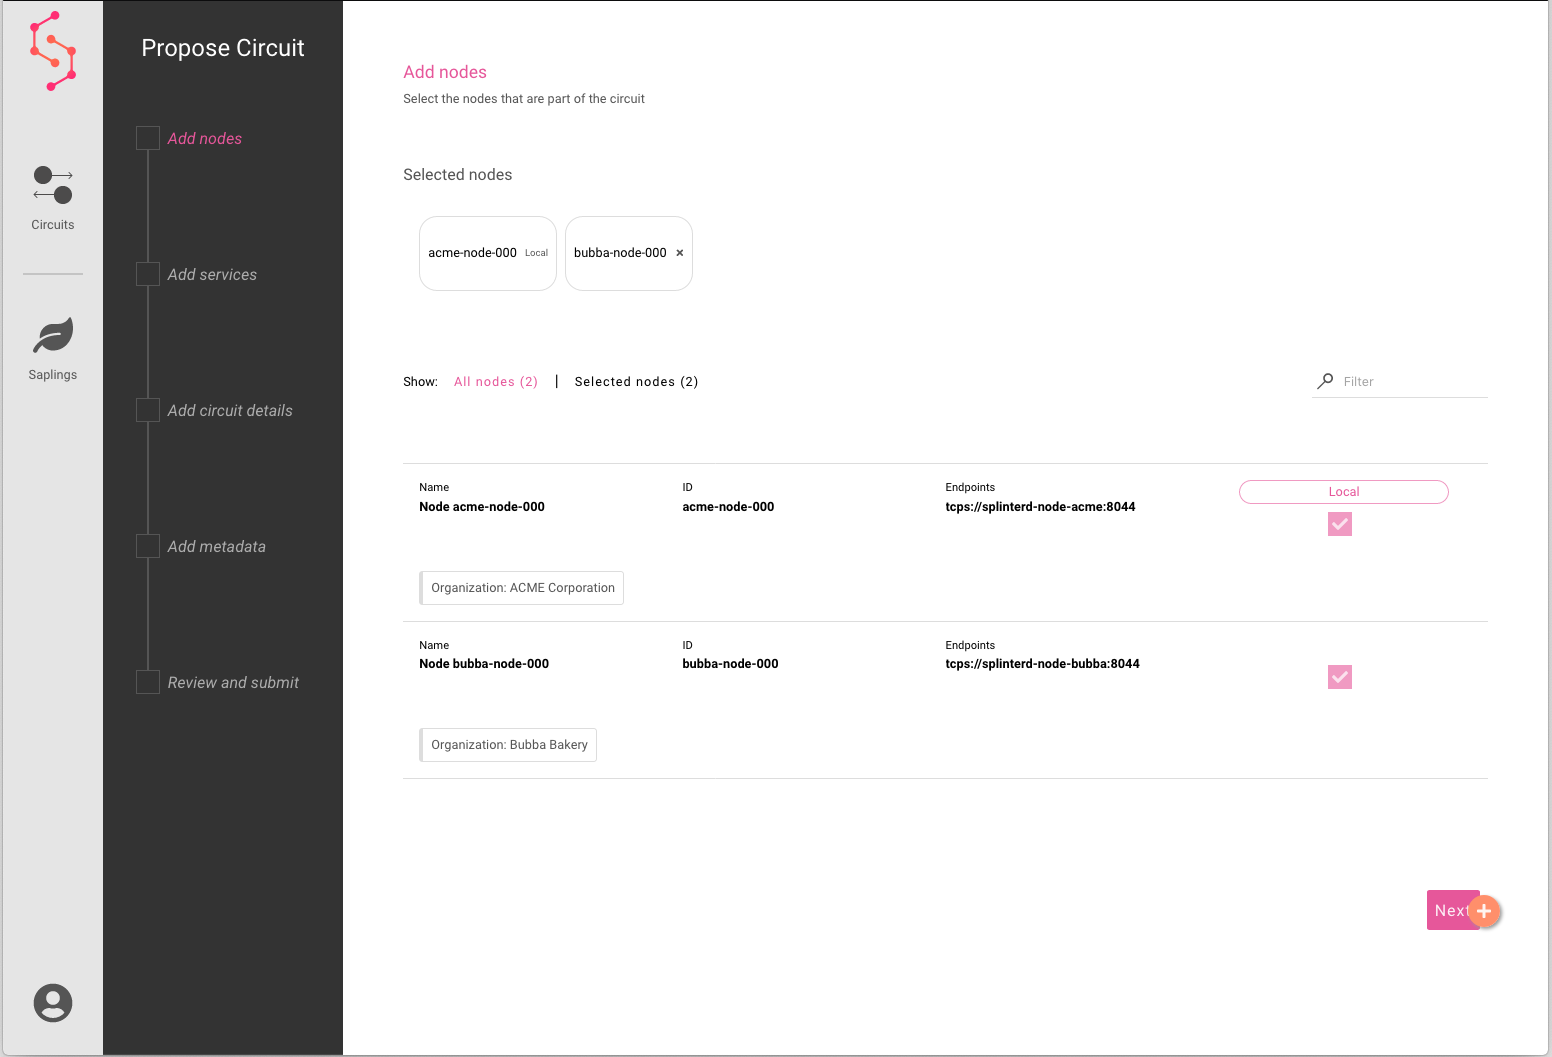 Propose Circuit
Add nodes
Add services
Add circuit details
Add metadata
Review and submit
Circuits
Saplings
Add nodes
Select the nodes that are part of the circuit
Selected nodes
acme-node-000 Local
bubba-node-000 ×
Show: All nodes (2) | Selected nodes (2)
Filter
Name ID Endpoints
Local
Node acme-node-000 acme-node-000 tcps://splinterd-node-acme:8044
Organization: ACME Corporation
Name ID Endpoints
Node bubba-node-000 bubba-node-000 tcps://splinterd-node-bubba:8044
Organization: Bubba Bakery
Next